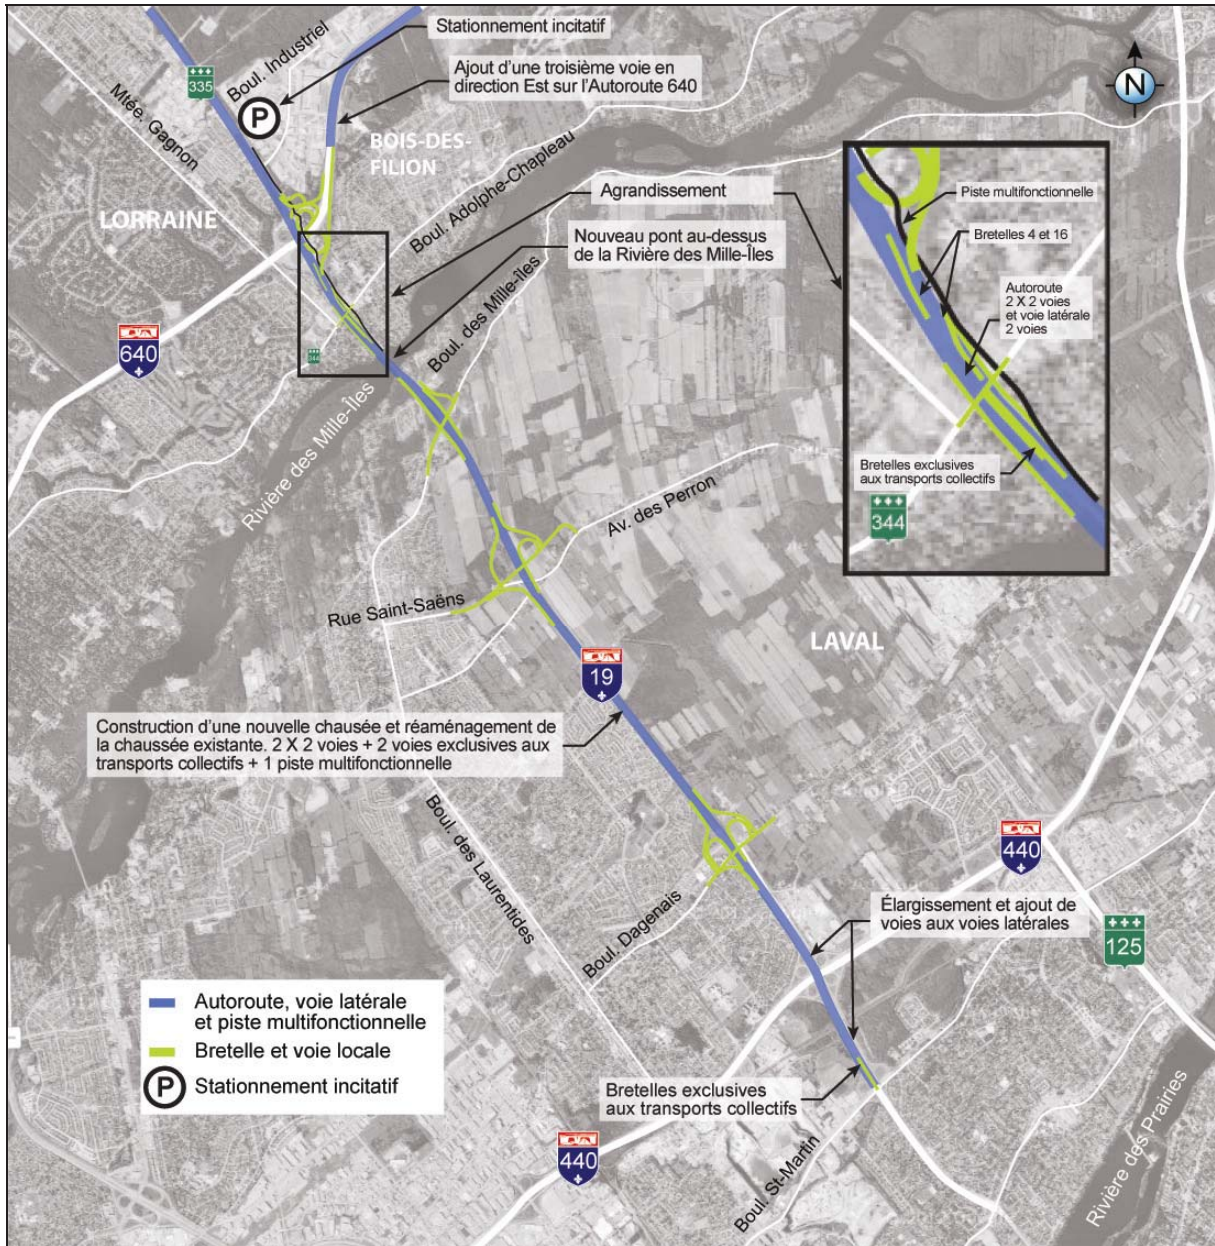 Stationnement incitatif
Boul. Industriel
335
Ajout d'une troisième voie en
direction Est sur l'Autoroute 640
P
N
Mtée. Gagnon
BOIS-DES-
FILION
Boul. Adolphe-Chapleau
LORRAINE
Agrandissement
Nouveau pont au-dessus
de la Rivière des Mille-Îles
Piste multifonctionnelle
Bretelles 4 et 16
Autoroute
2 X 2 voies
et voie latérale
2 voies
Bretelles exclusives
aux transports collectifs
344
640
344
Boul. des Mille-îles
Rivière des Mille-Îles
Av. des Perron
Rue Saint-Saëns
LAVAL
19
Construction d'une nouvelle chausée et réaménagement de
la chaussée existante. 2 X 2 voies + 2 voies exclusives aux
transports collectifs + 1 piste multifonctionnelle
Boul. des Laurentides
440
Boul. Dagenais
Élargissement et ajout de
voies aux voies latérales
125
Autoroute, voie latérale
et piste multifonctionnelle
Bretelle et voie locale
P Stationnement incitatif
Bretelles exclusives
aux transports collectifs
440
Boul. St-Martin
Rivière des Prairies